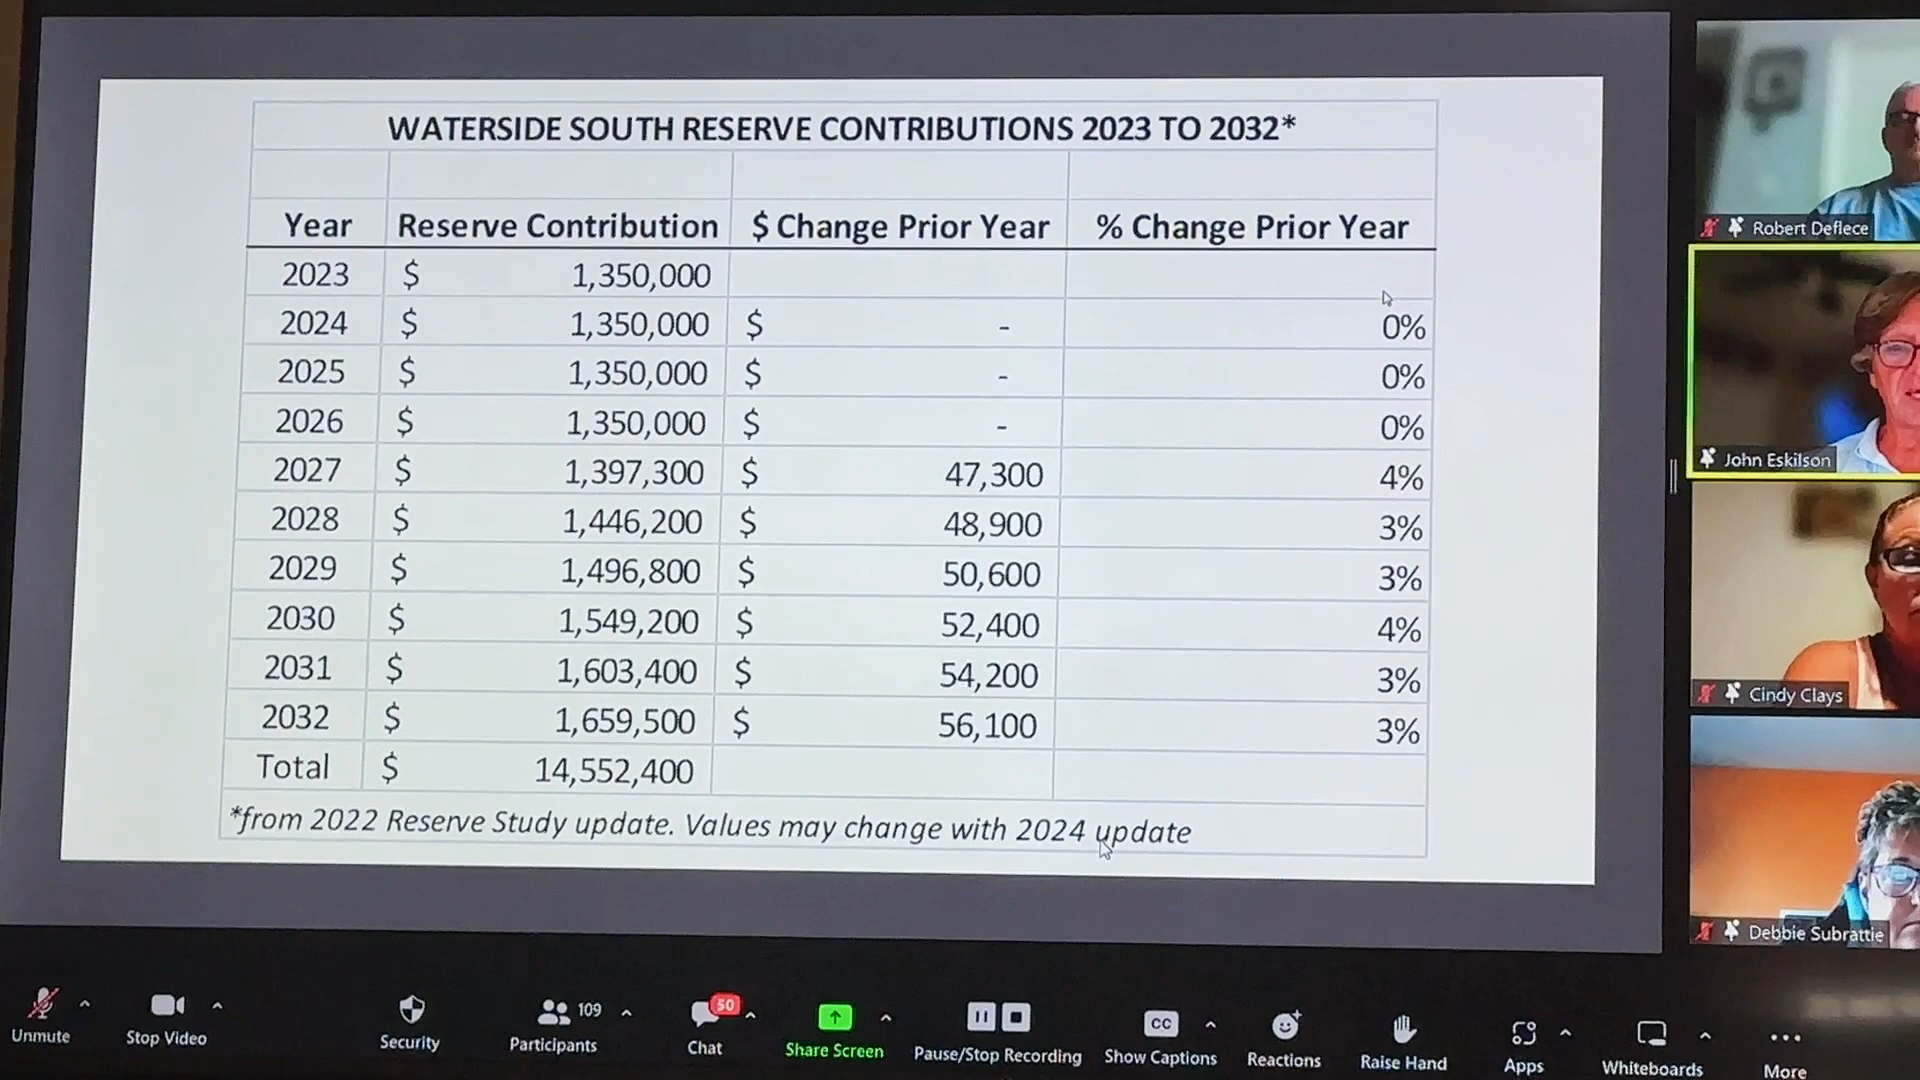 WATERSIDE SOUTH RESERVE CONTRIBUTIONS 2023 TO 2032*
Year Reserve Contribution $ Change Prior Year % Change Prior Year
2023 $ 1,350,000
2024 $ 1,350,000 $ - 0%
2025 $ 1,350,000 $ - 0%
2026 $ 1,350,000 $ - 0%
2027 $ 1,397,300 $ 47,300 4%
2028 $ 1,446,200 $ 48,900 3%
2029 $ 1,496,800 $ 50,600 3%
2030 $ 1,549,200 $ 52,400 4%
2031 $ 1,603,400 $ 54,200 3%
2032 $ 1,659,500 $ 56,100 3%
Total $ 14,552,400
*from 2022 Reserve Study update. Values may change with 2024 update
Robert Deflece
John Eskilson
Cindy Clays
Debbie Subrattie
109
50
CC
Unmute
Stop Video
Security
Participants
Chat
Share Screen
Pause/Stop Recording
Show Captions
Reactions
Raise Hand
Apps
Whiteboards
More